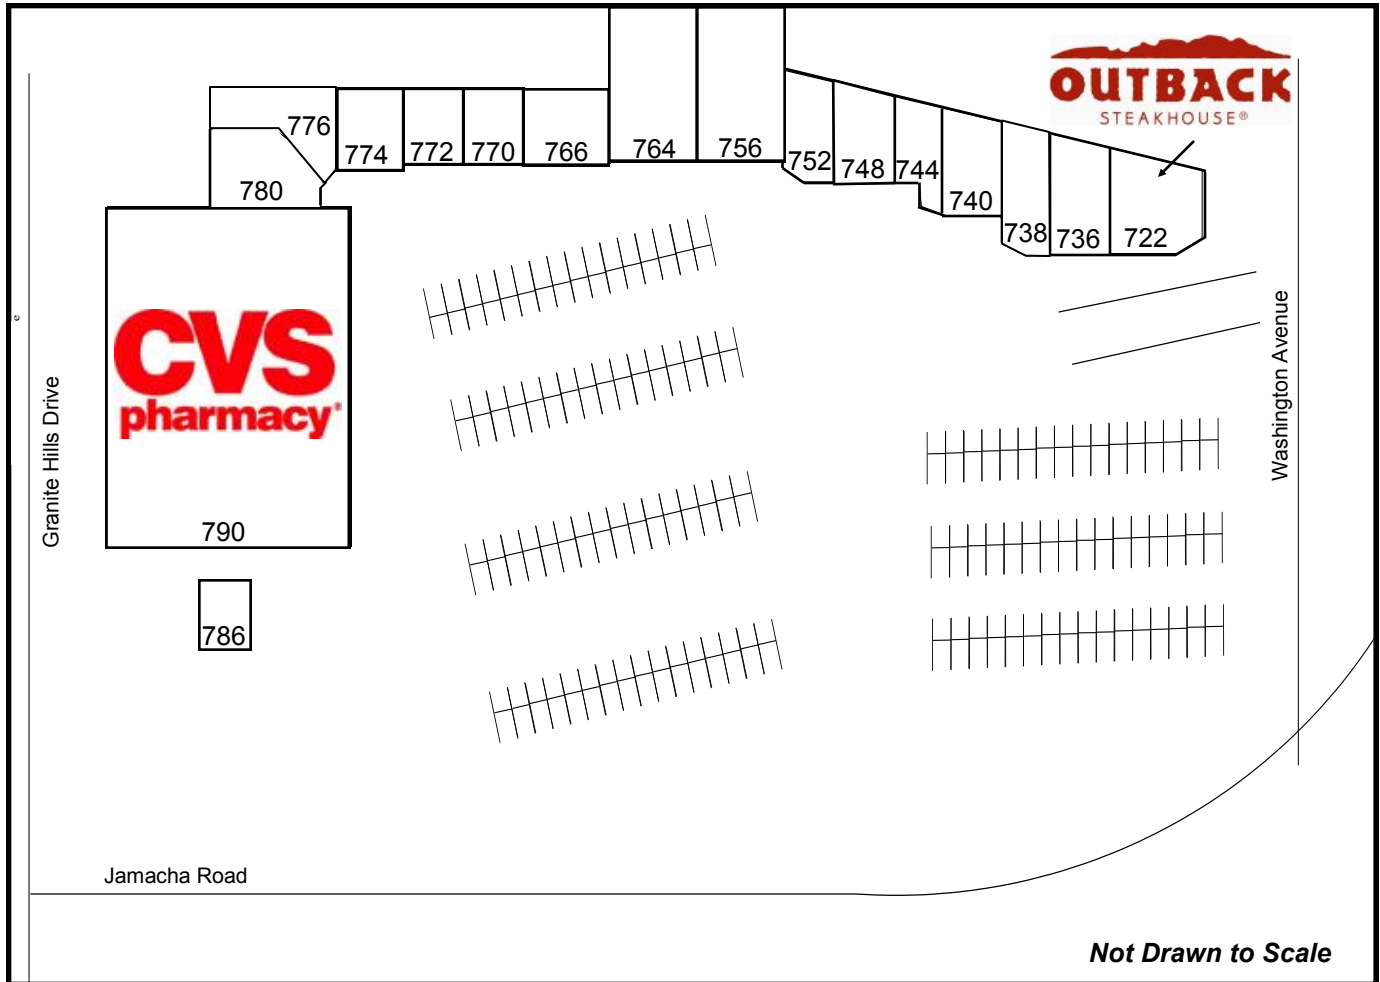 OUTBACK
STEAKHOUSE®
776
774
772
770
766
764
756
752
748
744
780
740
738
736
722
CVS
pharmacy®
790
786
e
Granite Hills Drive
Washington Avenue
Jamacha Road
Not Drawn to Scale